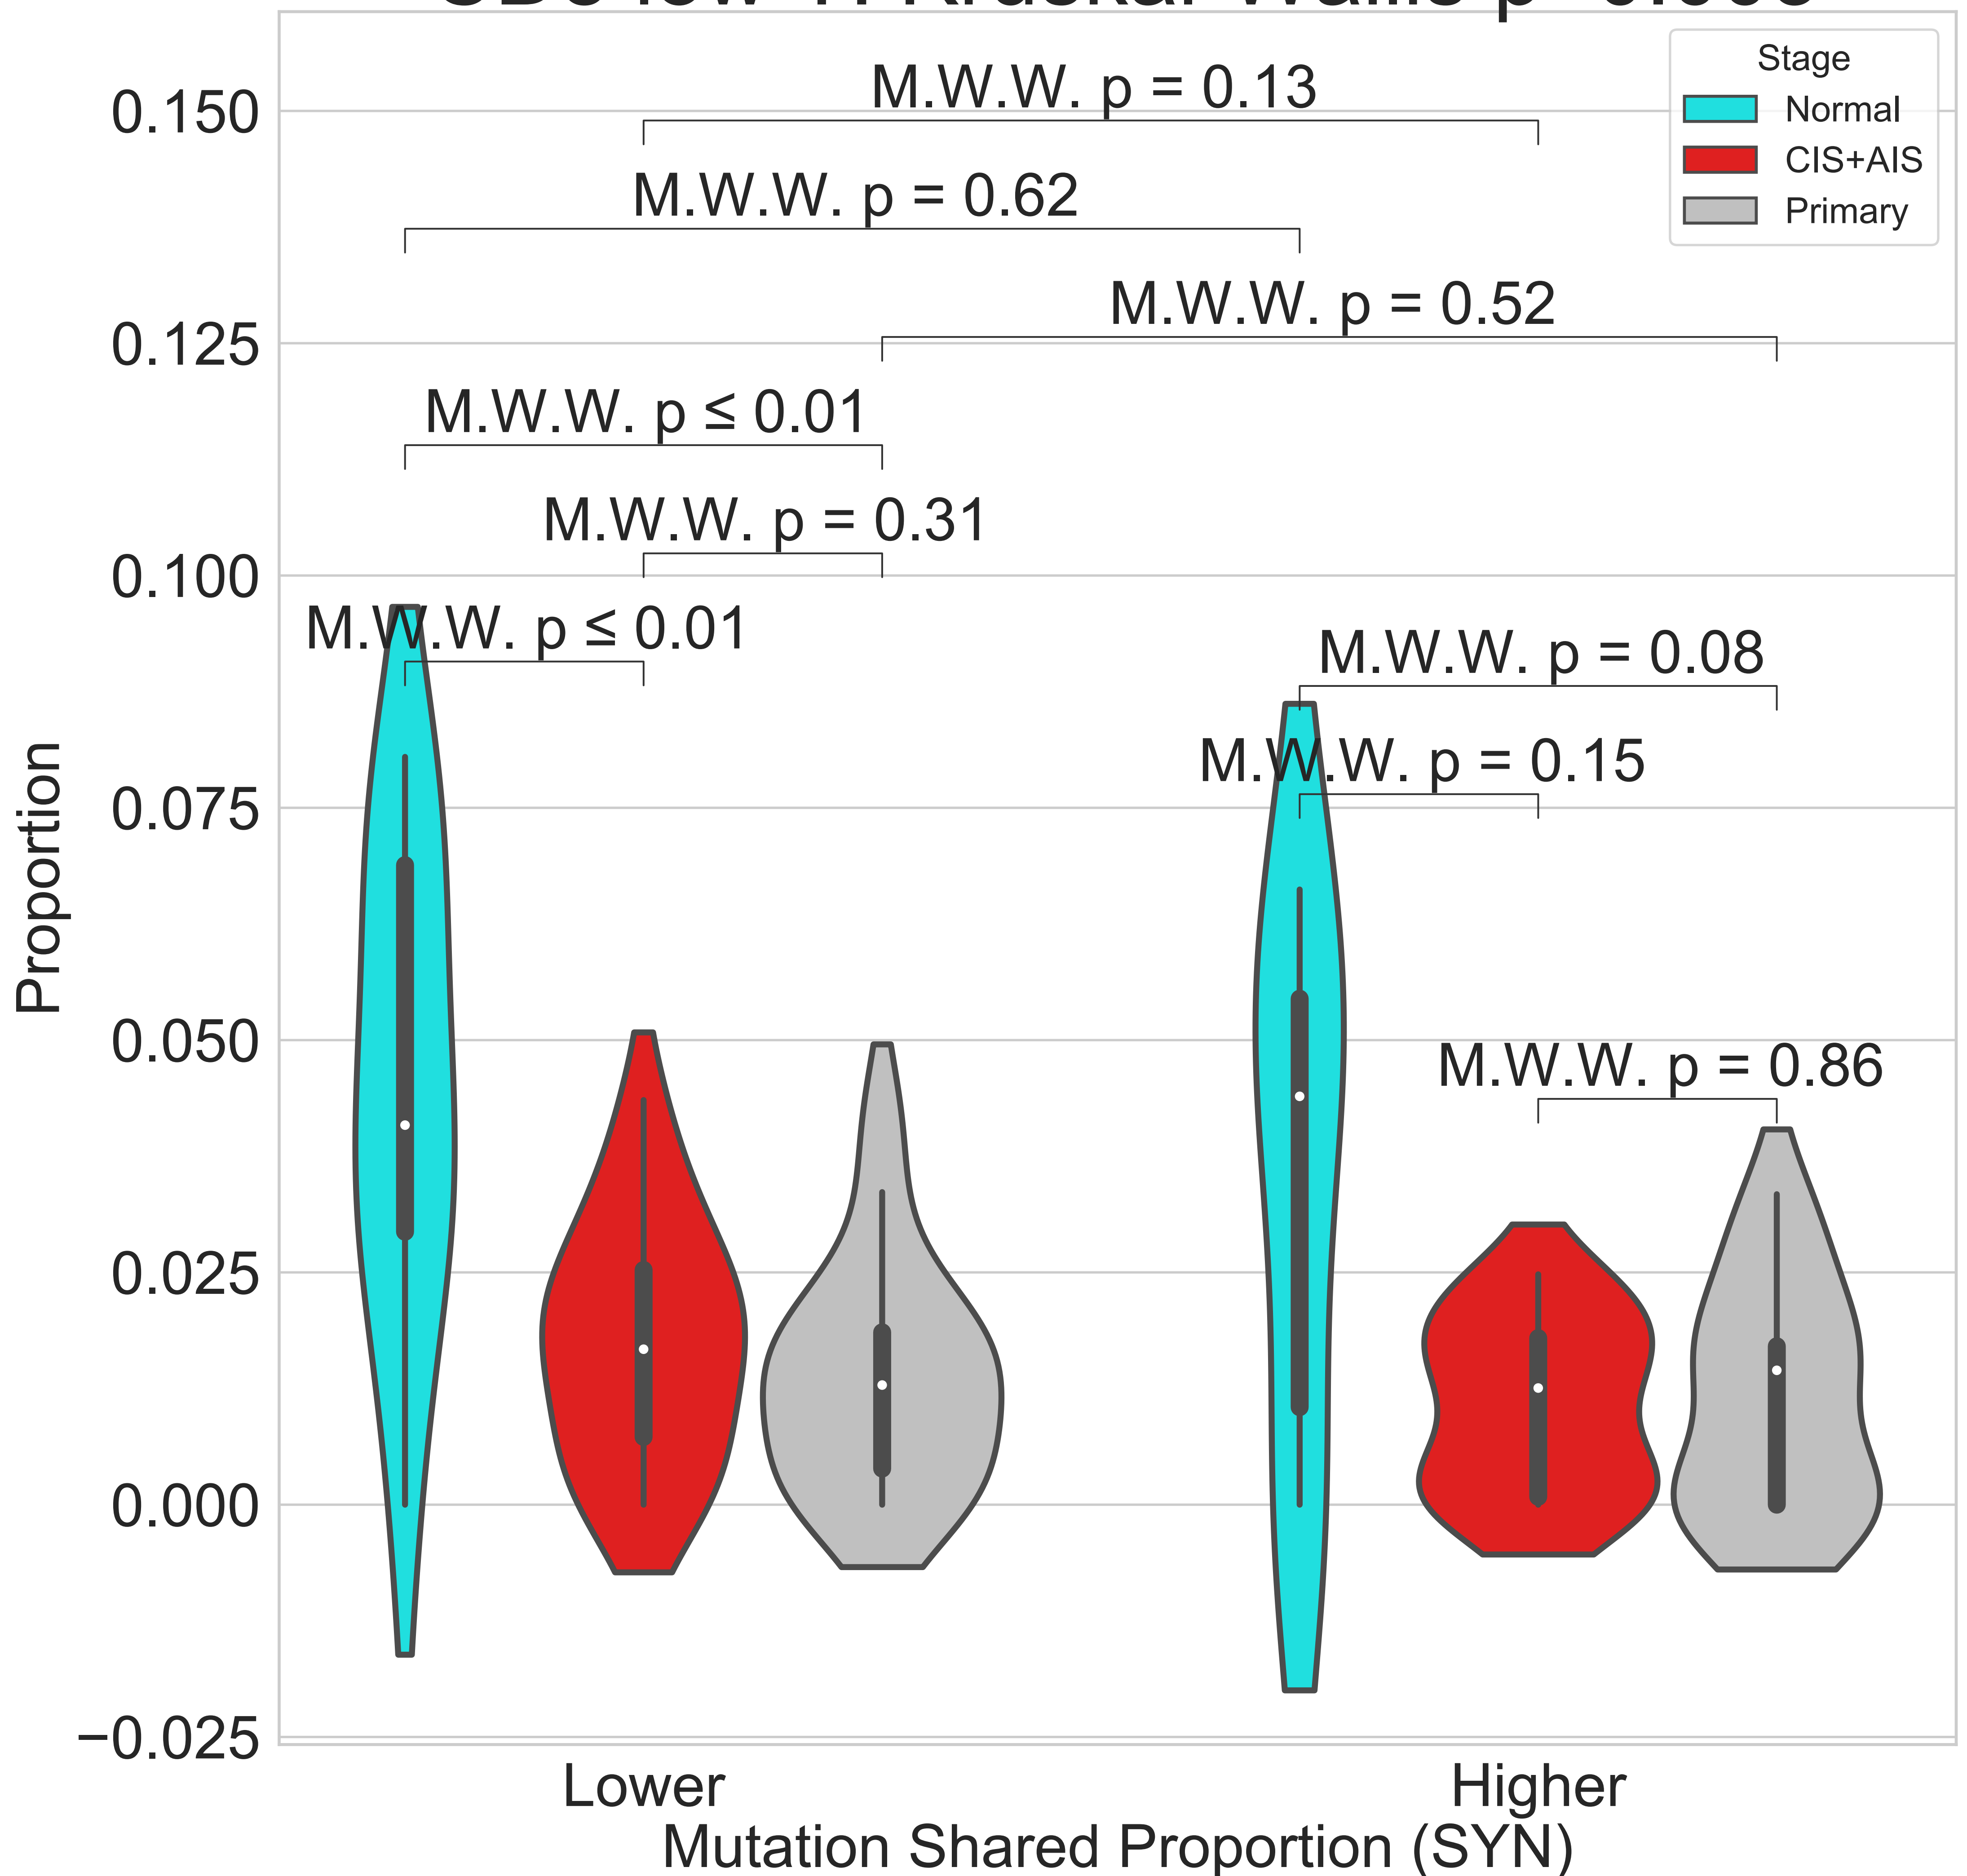 Stage
Normal
CIS+AIS
Primary
M.W.W. p = 0.13
M.W.W. p = 0.62
M.W.W. p = 0.52
M.W.W. p ≤ 0.01
M.W.W. p = 0.31
M.W.W. p ≤ 0.01
M.W.W. p = 0.08
M.W.W. p = 0.15
M.W.W. p = 0.86
0.150
0.125
0.100
0.075
0.050
0.025
0.000
−0.025
Proportion
Lower
Higher
Mutation Shared Proportion (SYN)